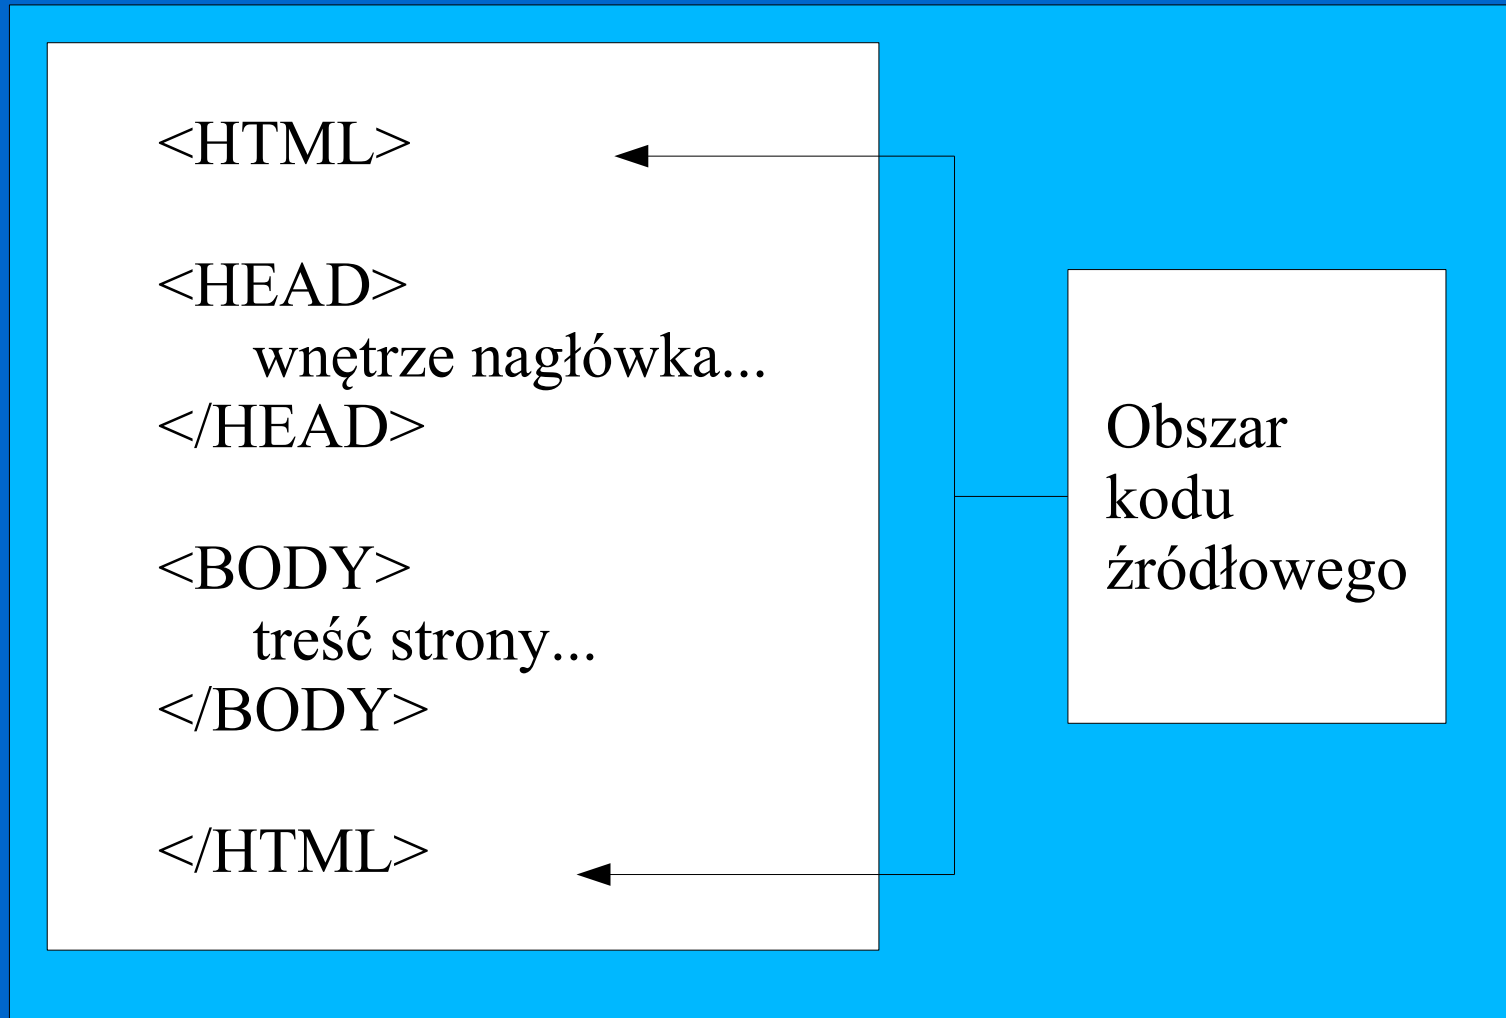 <HTML>
<HEAD>
wnętrze nagłówka...
</HEAD>
<BODY>
treść strony...
</BODY>
</HTML>
Obszar
kodu
źródłowego